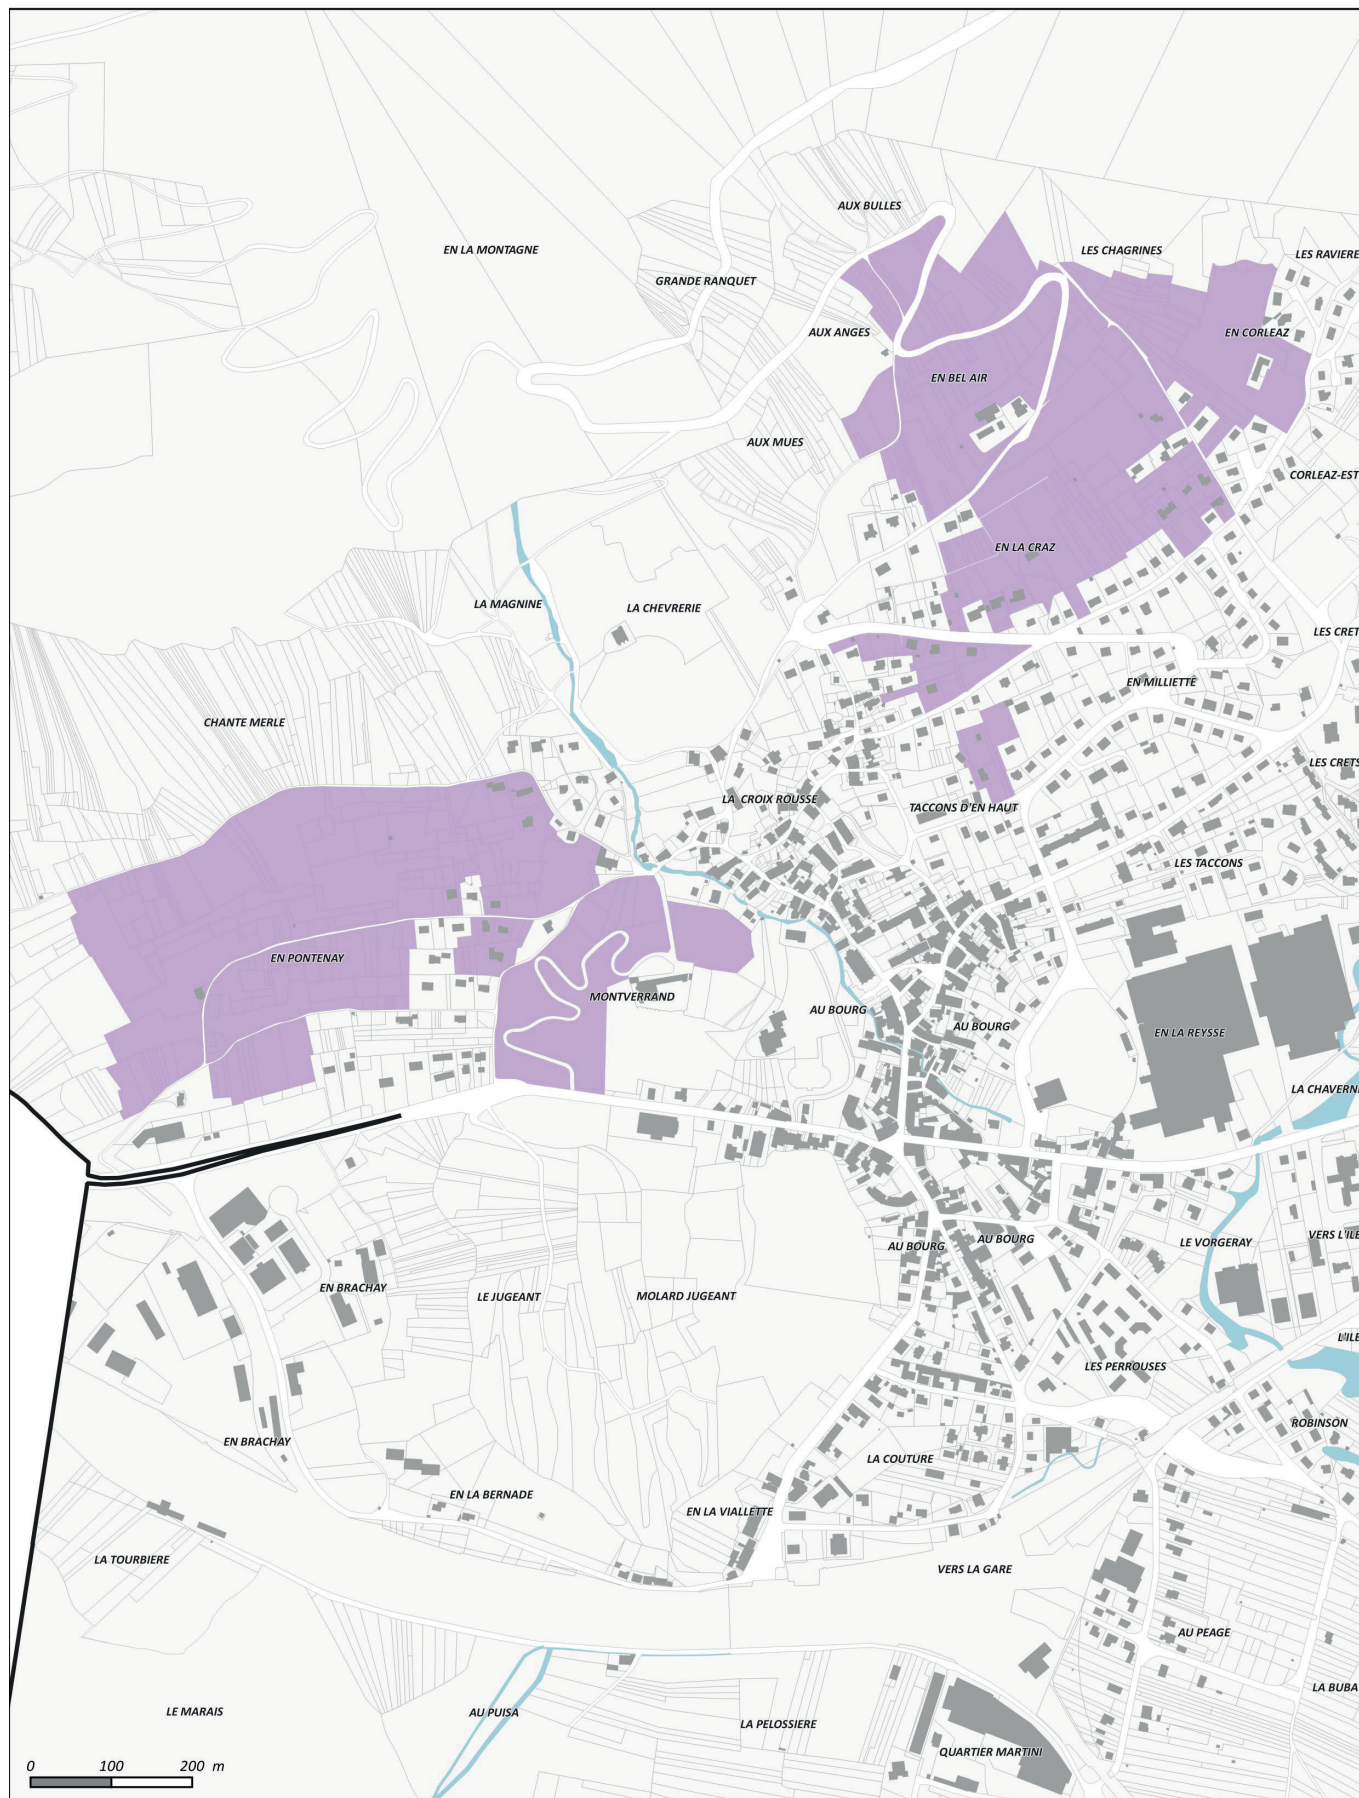 AUX BULLES
EN LA MONTAGNE
LES CHAGRINES
LES RAVIERE
GRANDE RANQUET
AUX ANGES
EN CORLEAZ
EN BEL AIR
AUX MUES
CORLEAZ-EST
EN LA CRAZ
LA MAGNINE
LA CHEVRERIE
LES CRET
EN MILLIETTE
CHANTE MERLE
LES CRETS
LA CROIX ROUSSE
TACCONS D'EN HAUT
LES TACCONS
EN PONTENAY
MONTVERRAND
AU BOURG
AU BOURG
EN LA REYSSE
LA CHAVERN
LE VORGERAY
VERS L'ILE
AU BOURG
AU BOURG
EN BRACHAY
LE JUGEANT
MOLARD JUGEANT
L'ILE
LES PERROUSES
ROBINSON
EN BRACHAY
LA COUTURE
EN LA BERNADE
EN LA VIALLETTE
LA TOURBIERE
VERS LA GARE
AU PEAGE
LA BUBA
LE MARAIS
AU PUISA
LA PELOSSIERE
QUARTIER MARTINI
0 100 200 m